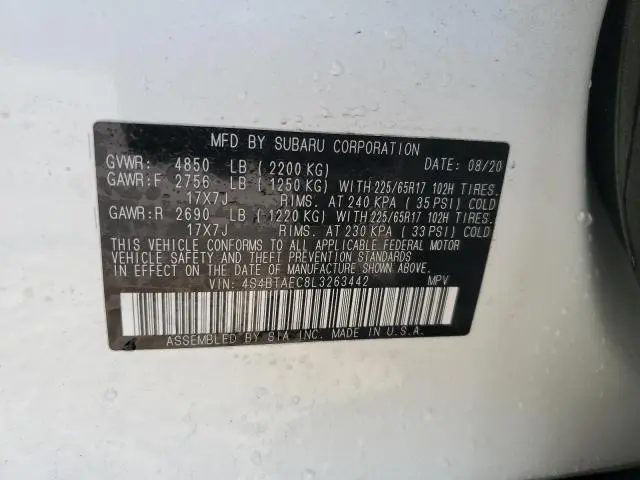 MFD BY SUBARU CORPORATION
GVWR: 4850 LB ( 2200 KG) DATE: 08/20
GAWR:F 2756 LB ( 1250 KG) WITH 225/65R17 102H TIRES.
17X7J RIMS. AT 240 KPA ( 35 PSI) COLD
GAWR:R 2690 LB ( 1220 KG) WITH 225/65R17 102H TIRES.
17X7J RIMS. AT 230 KPA ( 33 PSI) COLD
THIS VEHICLE CONFORMS TO ALL APPLICABLE FEDERAL MOTOR
VEHICLE SAFETY AND THEFT PREVENTION STANDARDS
IN EFFECT ON THE DATE OF MANUFACTURE SHOWN ABOVE.
VIN: 4S4BTAEC8L3263442 MPV
ASSEMBLED BY SIA, INC. MADE IN U.S.A.